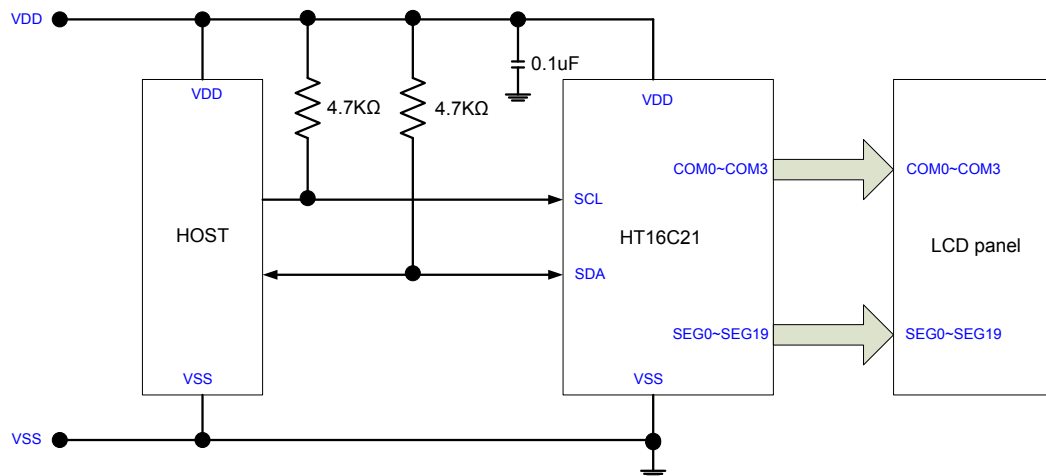 VDD
0.1uF
VDD
4.7KΩ
4.7KΩ
VDD
COM0~COM3
COM0~COM3
SCL
HOST
HT16C21
LCD panel
SDA
SEG0~SEG19
SEG0~SEG19
VSS
VSS
VSS